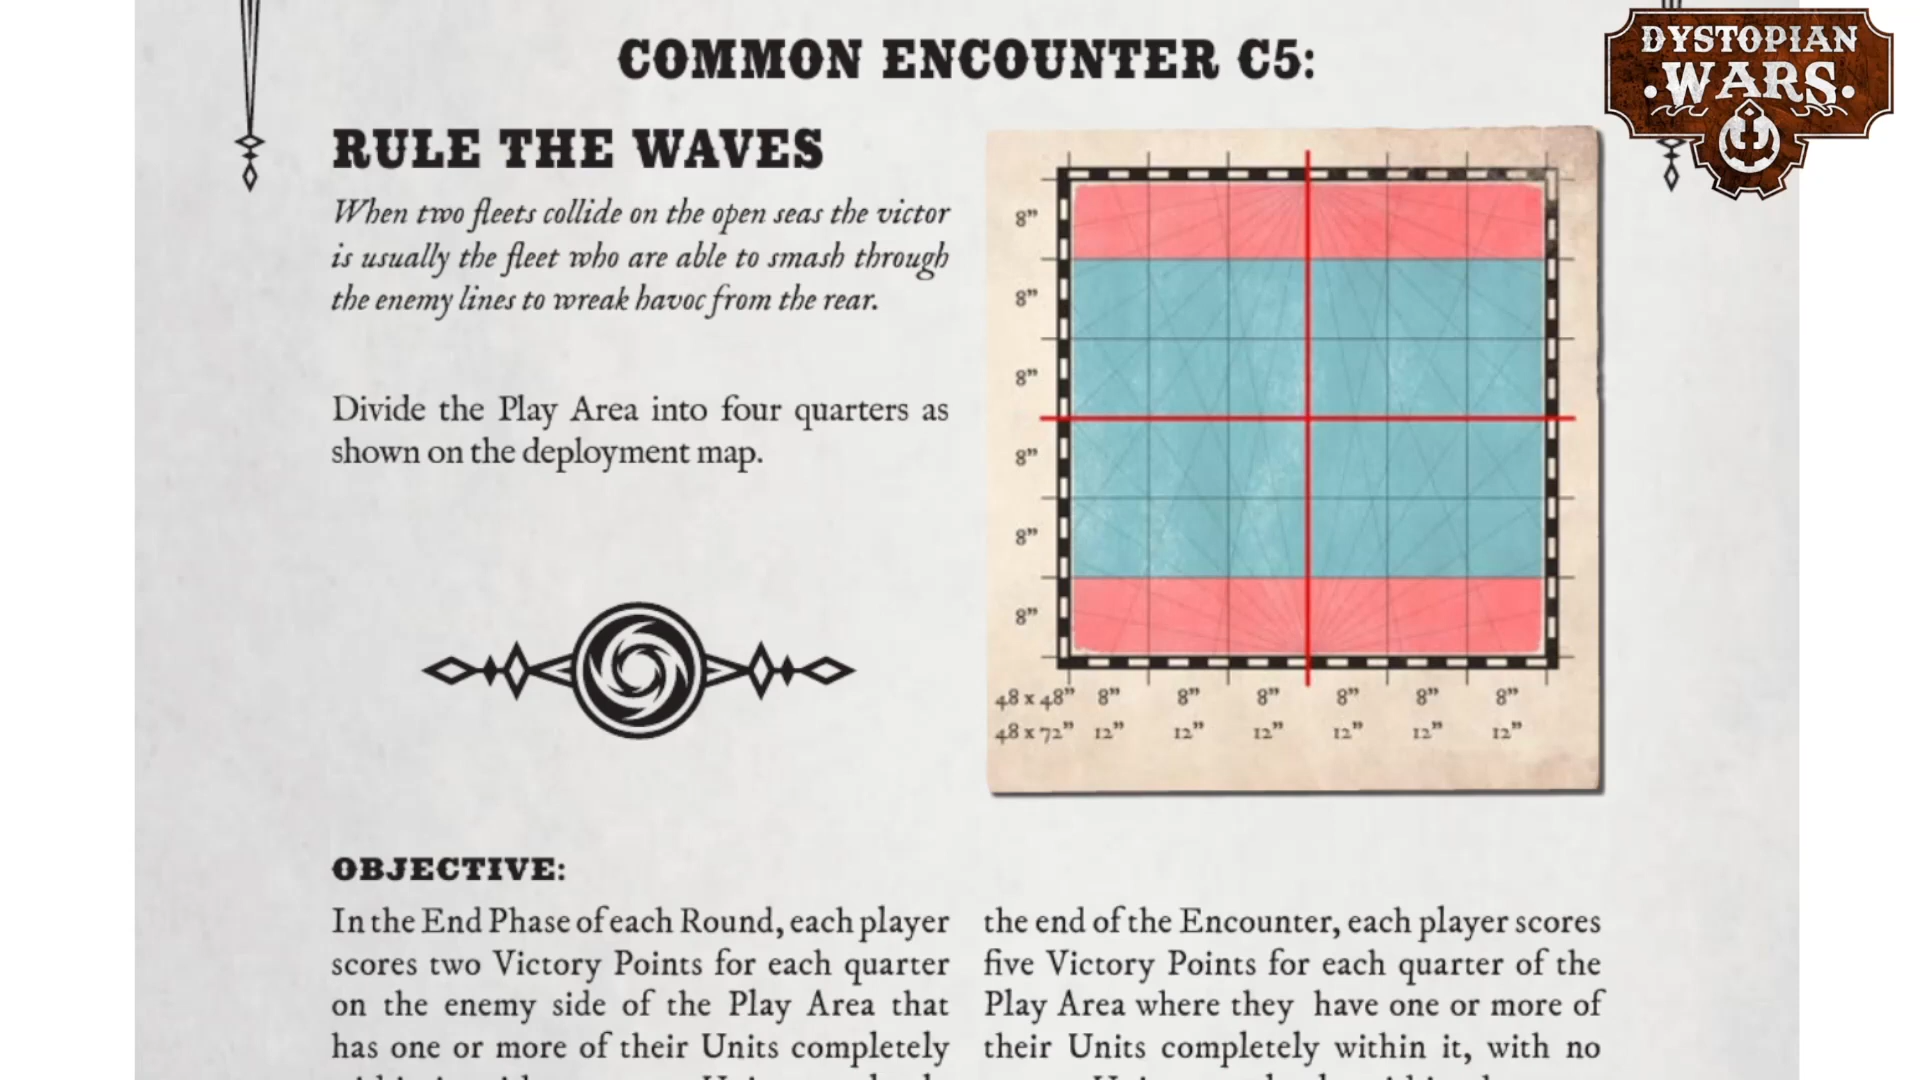 COMMON ENCOUNTER C5:
DYSTOPIAN
WARS
RULE THE WAVES
When two fleets collide on the open seas the victor
is usually the fleet who are able to smash through
the enemy lines to wreak havoc from the rear.
Divide the Play Area into four quarters as
shown on the deployment map.
8”
8”
8”
8”
8”
8”
48 x 48” 8” 8” 8” 8” 8” 8”
48 x 72” 12” 12” 12” 12” 12” 12”
OBJECTIVE:
In the End Phase of each Round, each player
scores two Victory Points for each quarter
on the enemy side of the Play Area that
has one or more of their Units completely
the end of the Encounter, each player scores
five Victory Points for each quarter of the
Play Area where they have one or more of
their Units completely within it, with no